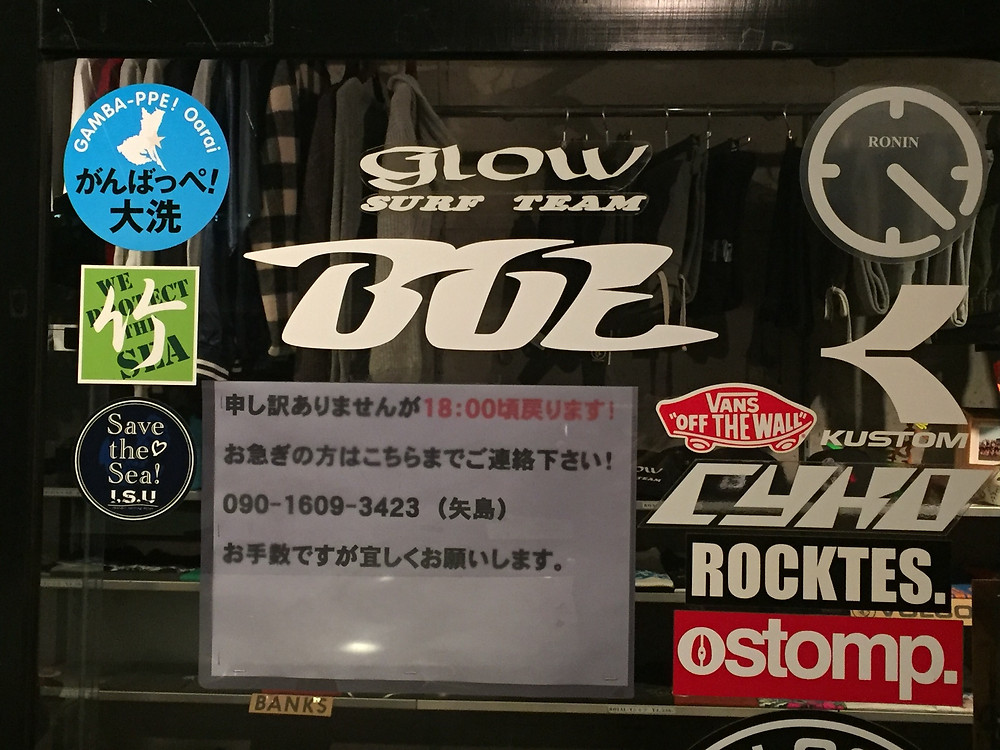 GAMBA-PPE! Oarai
がんばっぺ!
大洗
GLOW
SURF TEAM
RONIN
BOE
WE
PROTECT
THE
SEA
竹
Save
the
Sea!
I.S.U
申し訳ありませんが18:00頃戻ります!
お急ぎの方はこちらまでご連絡下さい!
090-1609-3423 (矢島)
お手数ですが宜しくお願いします。
VANS
"OFF THE WALL"
KUSTOM
CYKO
ROCKTES.
ostomp.
BANKS